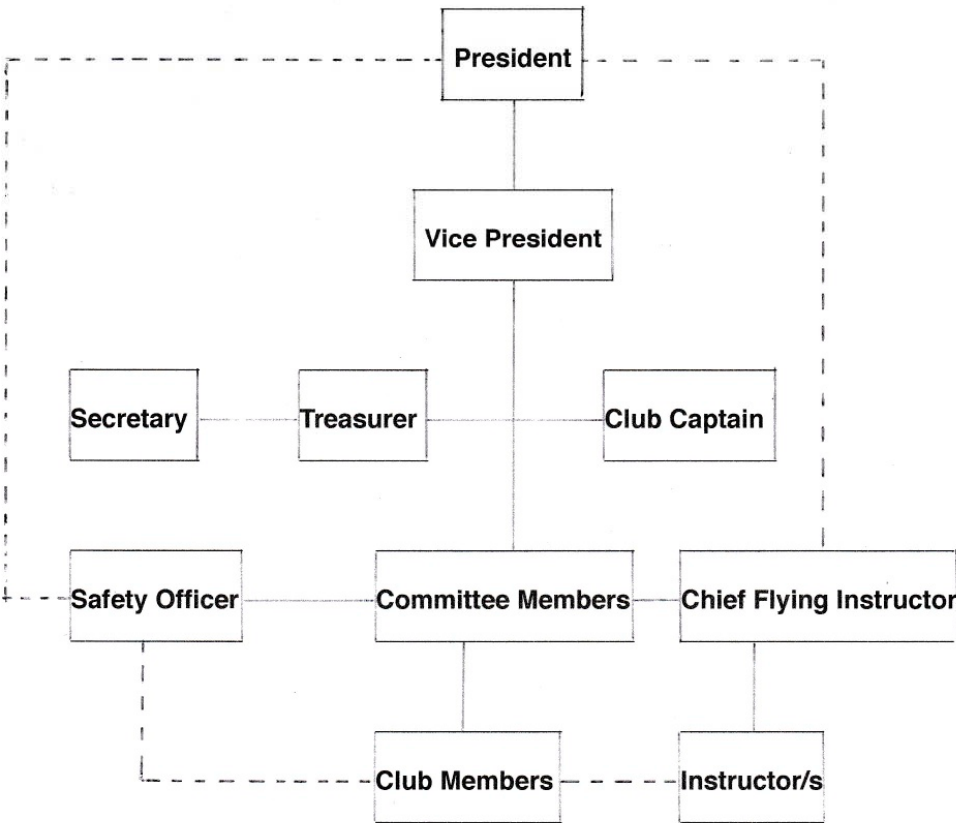 President
Vice President
Secretary
Treasurer
Club Captain
Safety Officer
Committee Members
Chief Flying Instructor
Club Members
Instructor/s